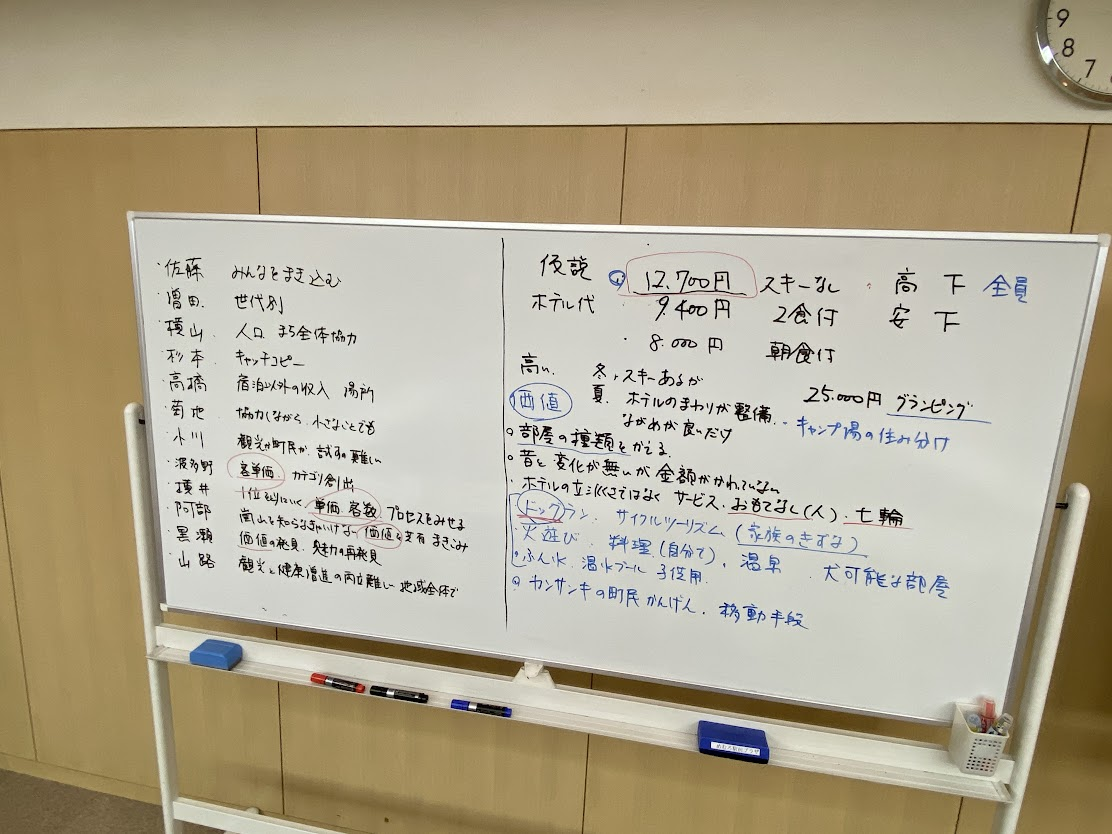 ・佐藤 みんなをまき込む
・増田 世代別
・横山 人口 まち全体協力
・杉本 キャッチコピー
・高橋 宿泊以外の収入 場所
・菊地 協力しながら 小さなことでも
・小川 観光が町民が 試すの難しい
・波多野 客単価 カテゴリ創出
・横井 1位をとりにいく 単価 客数 プロセスをみせる
・阿部 を知らなきゃいけない 価値を共有 まきこみ
・黒瀬 価値の発見 魅力の再発見
・山路 観光と健康増進の両立難しい 地域全体で
仮説 12.700円 スキーなし 高 下 全員
ホテル代 9.400円 2食付 安 下
・8.000円 朝食付
高い 冬、スキーあるが
価値 夏、ホテルのまわりが整備
ながめが良いだけ
25.000円 グランピング
キャンプ場の住み分け
○部屋の種類をかえる
○昔と変化が無いが金額がかわっていない
・ホテルの立派さではなく サービス、おもてなし(人)、七輪
ドッグラン、サイクルツーリズム (家族のきずな)
火遊び、料理(自分で)、温泉、犬可能な部屋
ふん水、温水プール 子供用
カンサンキの町民かんげん、移動手段
9
8
7